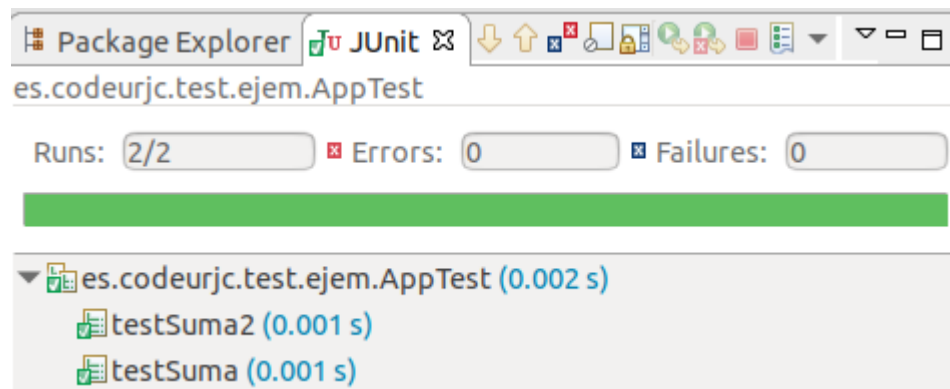 Package Explorer JUnit
es.codeurjc.test.ejem.AppTest
Runs: 2/2 Errors: 0 Failures: 0
es.codeurjc.test.ejem.AppTest (0.002 s)
testSuma2 (0.001 s)
testSuma (0.001 s)